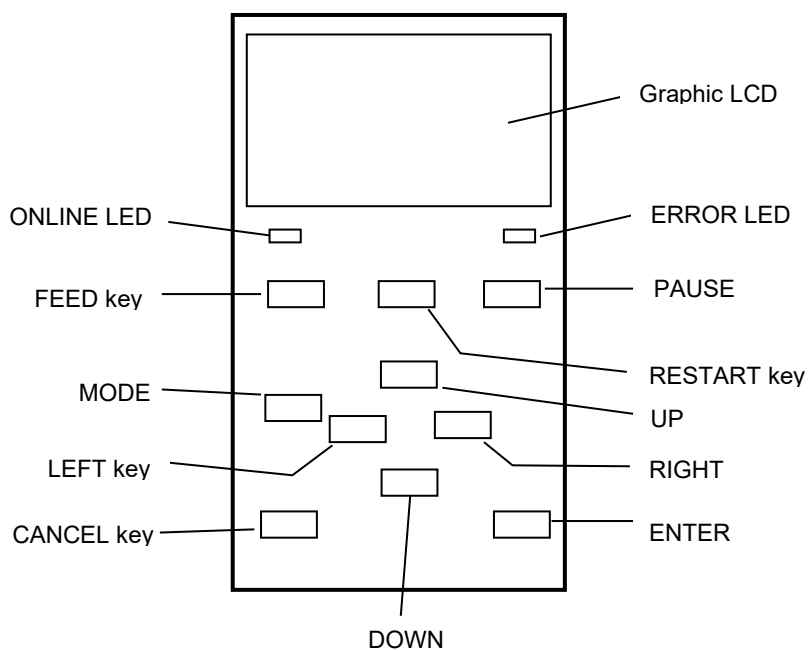 Graphic LCD
ONLINE LED
ERROR LED
FEED key
PAUSE
RESTART key
MODE
UP
LEFT key
RIGHT
CANCEL key
ENTER
DOWN